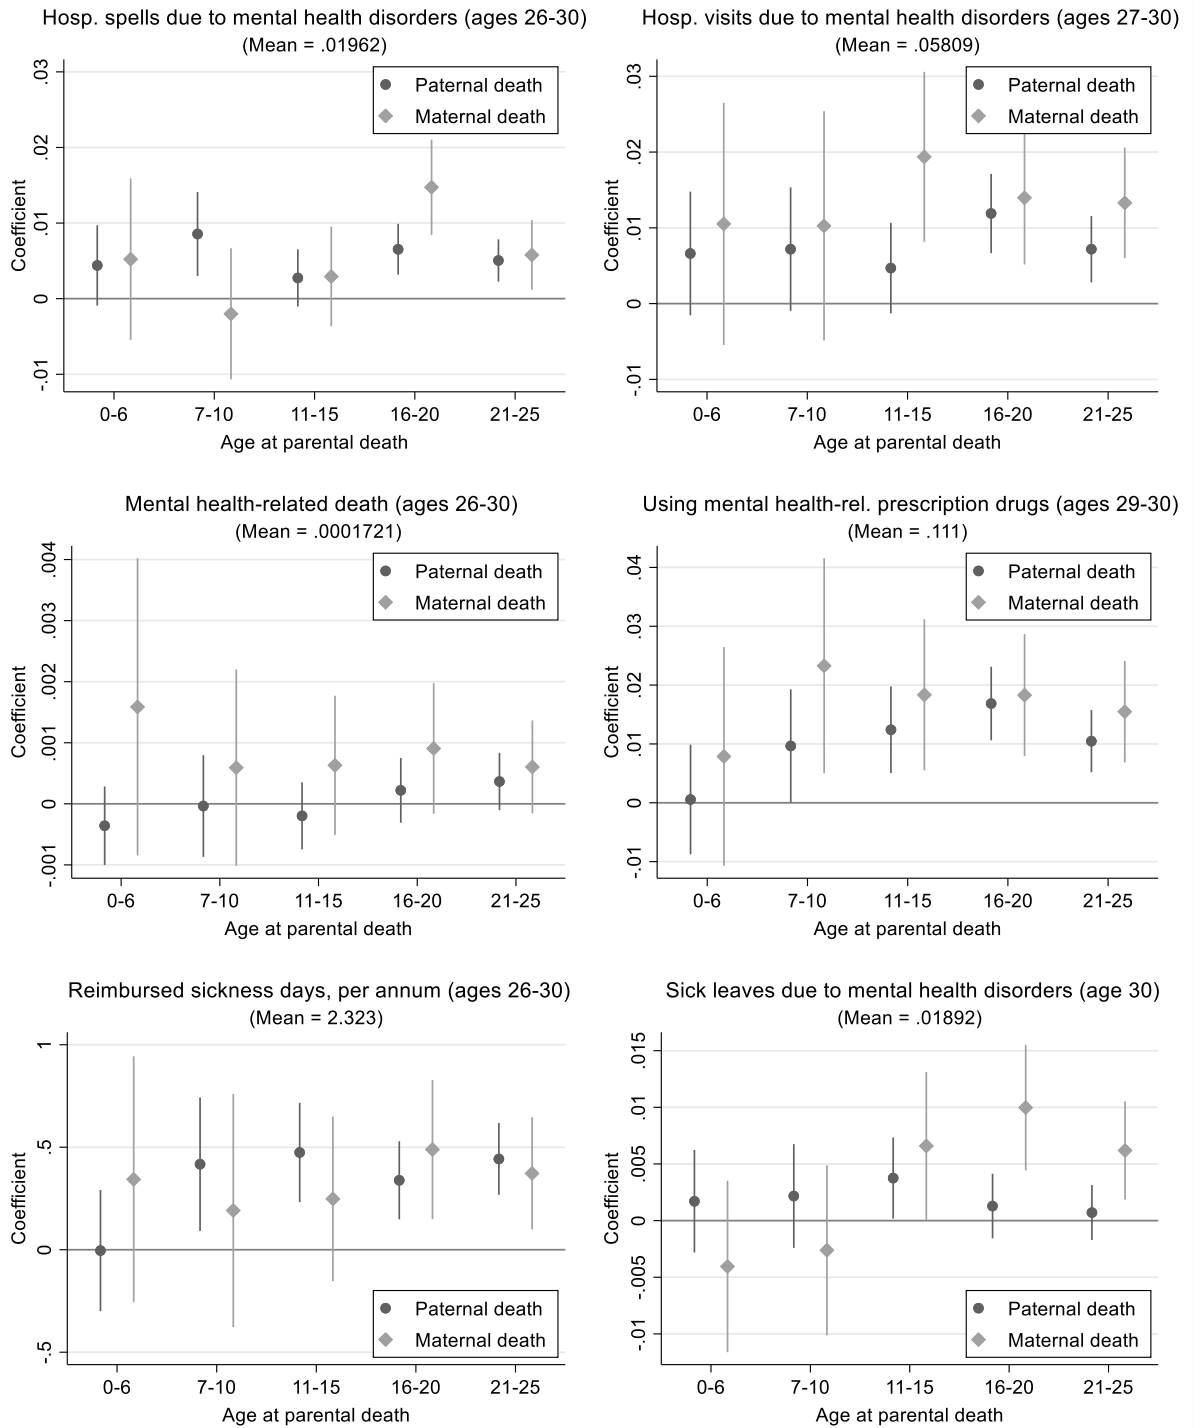 Hosp. spells due to mental health disorders (ages 26-30)
(Mean = .01962)
Paternal death
Maternal death
Coefficient
.03
.02
.01
0
-.01
0-6
7-10
11-15
16-20
21-25
Age at parental death
Hosp. visits due to mental health disorders (ages 27-30)
(Mean = .05809)
Paternal death
Maternal death
Coefficient
.03
.02
.01
0
-.01
0-6
7-10
11-15
16-20
21-25
Age at parental death
Mental health-related death (ages 26-30)
(Mean = .0001721)
Paternal death
Maternal death
Coefficient
.004
.003
.002
.001
0
-.001
0-6
7-10
11-15
16-20
21-25
Age at parental death
Using mental health-rel. prescription drugs (ages 29-30)
(Mean = .111)
Paternal death
Maternal death
Coefficient
.04
.03
.02
.01
0
-.01
0-6
7-10
11-15
16-20
21-25
Age at parental death
Reimbursed sickness days, per annum (ages 26-30)
(Mean = 2.323)
Coefficient
1
.5
0
-.5
Paternal death
Maternal death
0-6
7-10
11-15
16-20
21-25
Age at parental death
Sick leaves due to mental health disorders (age 30)
(Mean = .01892)
Coefficient
.015
.01
.005
0
-.005
-.01
Paternal death
Maternal death
0-6
7-10
11-15
16-20
21-25
Age at parental death